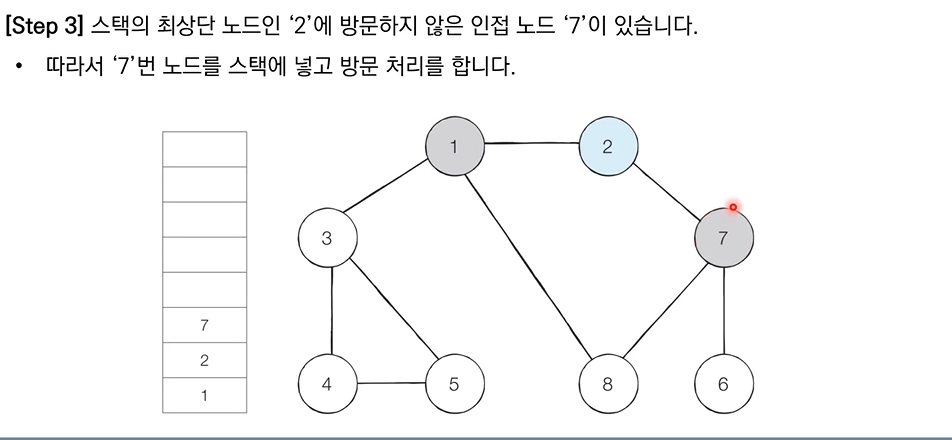 [Step 3] 스택의 최상단 노드인 ‘2’에 방문하지 않은 인접 노드 ‘7’이 있습니다.
• 따라서 ‘7’번 노드를 스택에 넣고 방문 처리를 합니다.
1 2
3 7
7
2
1
4 5 8 6